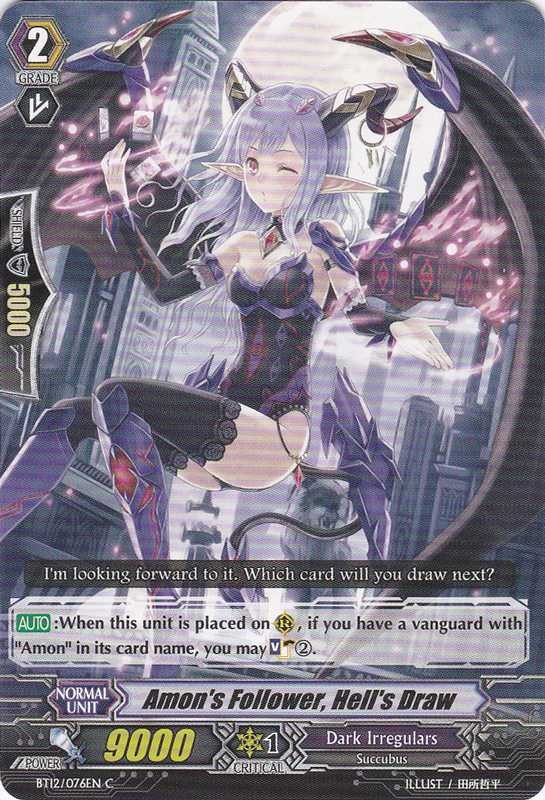 2
GRADE
SHIELD
5000
I'm looking forward to it. Which card will you draw next?
AUTO :When this unit is placed on R, if you have a vanguard with
"Amon" in its card name, you may V②.
NORMAL
UNIT
Amon's Follower, Hell's Draw
POWER
9000
1
CRITICAL
Dark Irregulars
Succubus
BT12/076EN C
ILLUST / 田所哲平